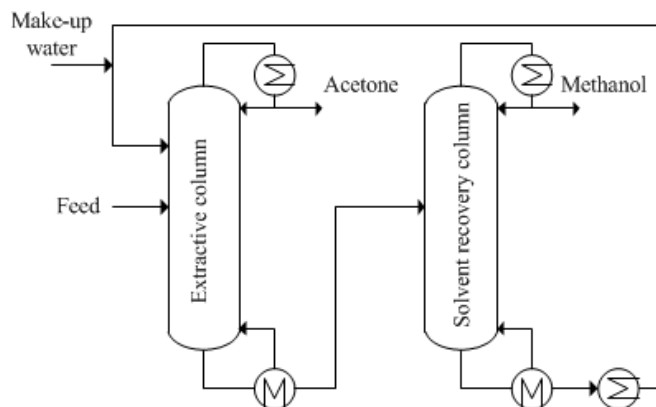 Make-up
water
Acetone
Methanol
Feed
Extractive column
Solvent recovery column